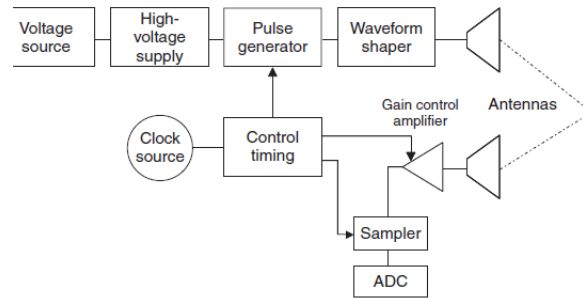 Voltage
source
High-
voltage
supply
Pulse
generator
Waveform
shaper
Clock
source
Control
timing
Gain control
amplifier
Antennas
Sampler
ADC